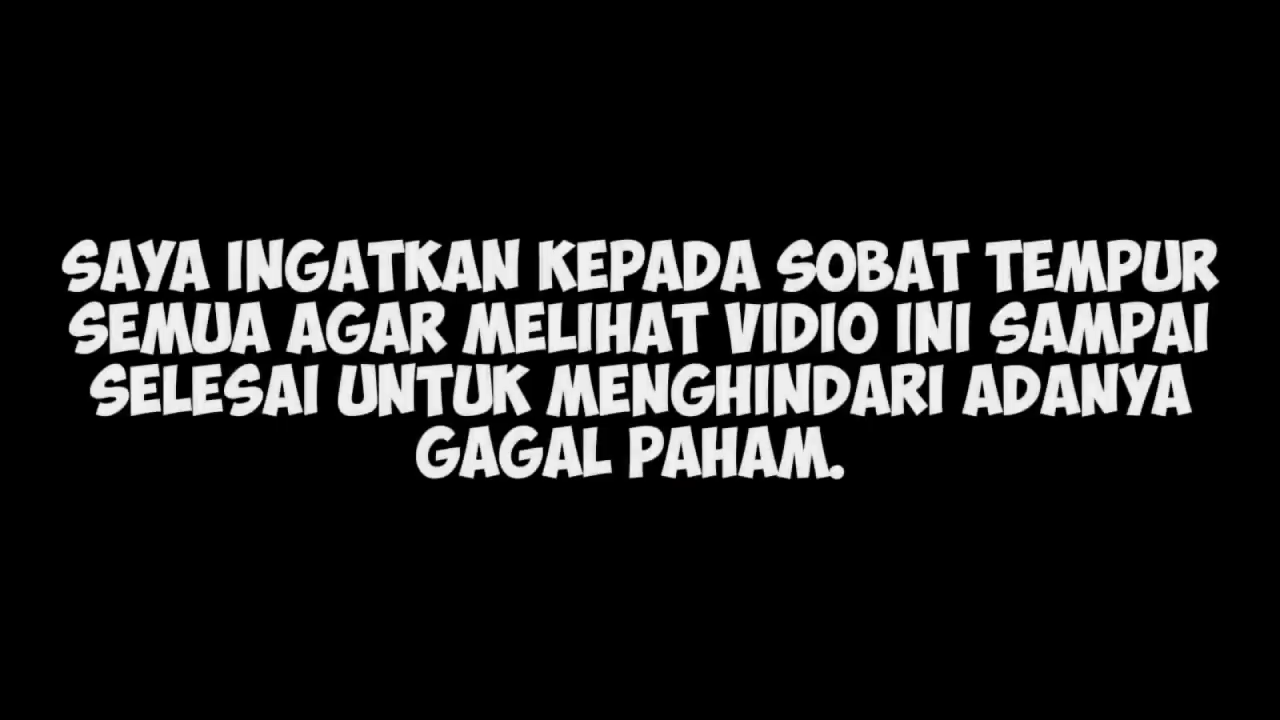 SAYA INGATKAN KEPADA SOBAT TEMPUR
SEMUA AGAR MELIHAT VIDIO INI SAMPAI
SELESAI UNTUK MENGHINDARI ADANYA
GAGAL PAHAM.